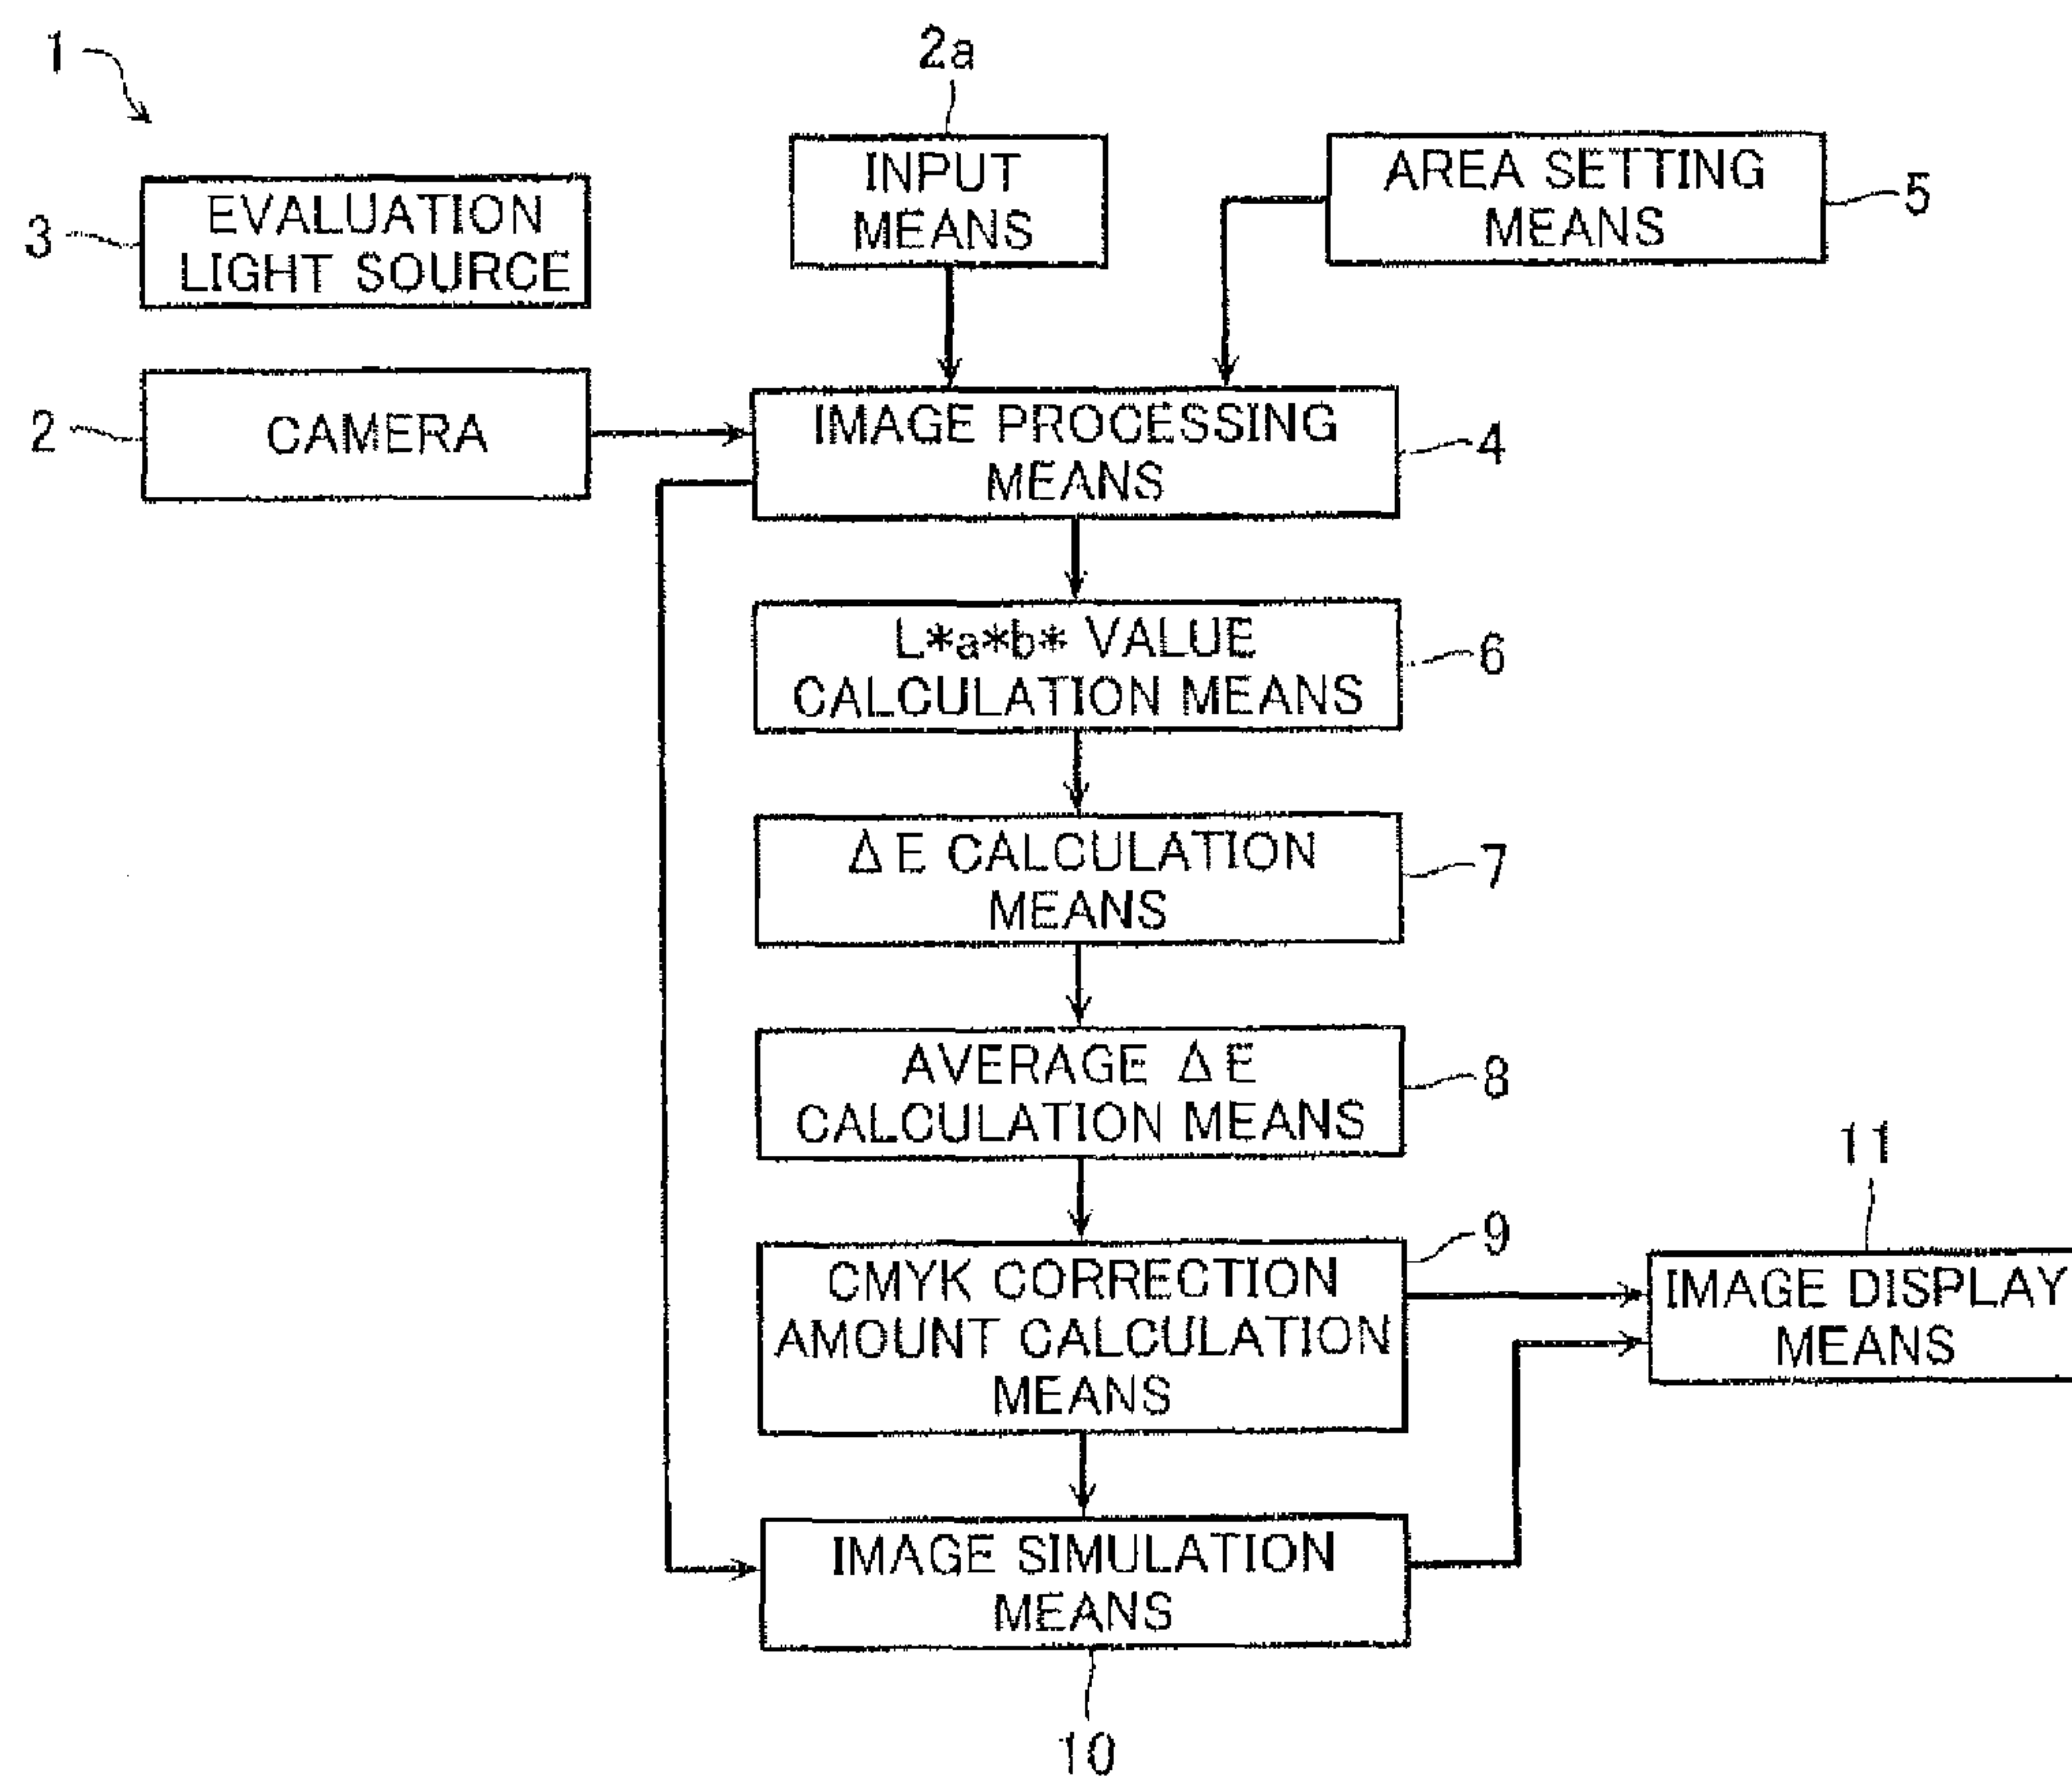 1
2a
INPUT
MEANS
AREA SETTING
MEANS
5
3
EVALUATION
LIGHT SOURCE
2
CAMERA
IMAGE PROCESSING
MEANS
4
L*a*b* VALUE
CALCULATION MEANS
6
ΔE CALCULATION
MEANS
7
AVERAGE ΔE
CALCULATION MEANS
8
CMYK CORRECTION
AMOUNT CALCULATION
MEANS
9
11
IMAGE DISPLAY
MEANS
IMAGE SIMULATION
MEANS
10